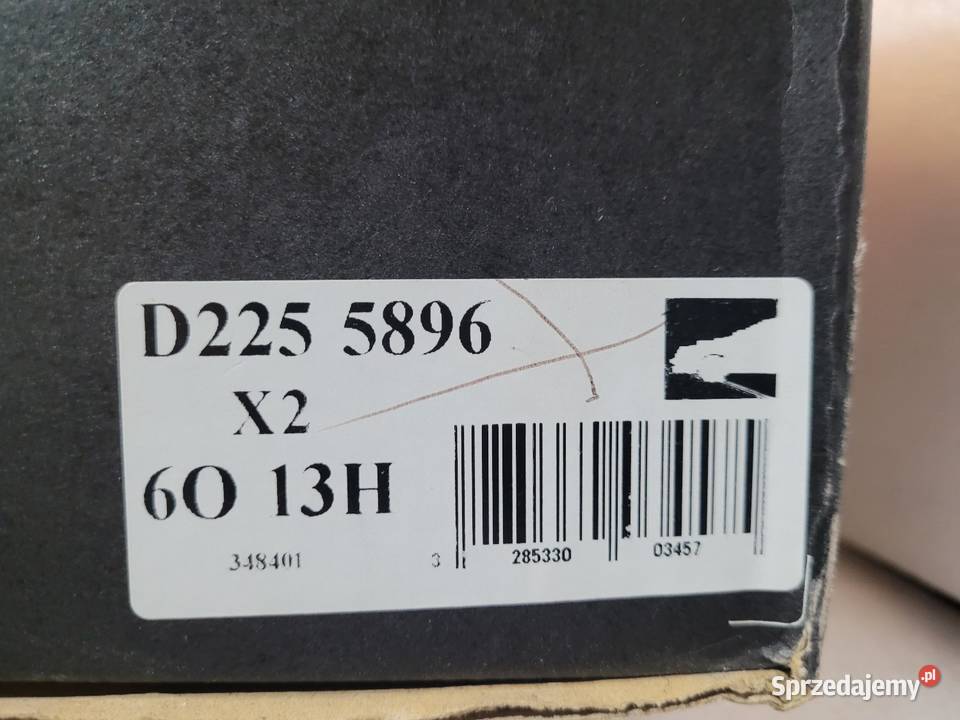 D225 5896
X2
6O 13H
348401
3 285330 03457
Sprzedajemy.pl